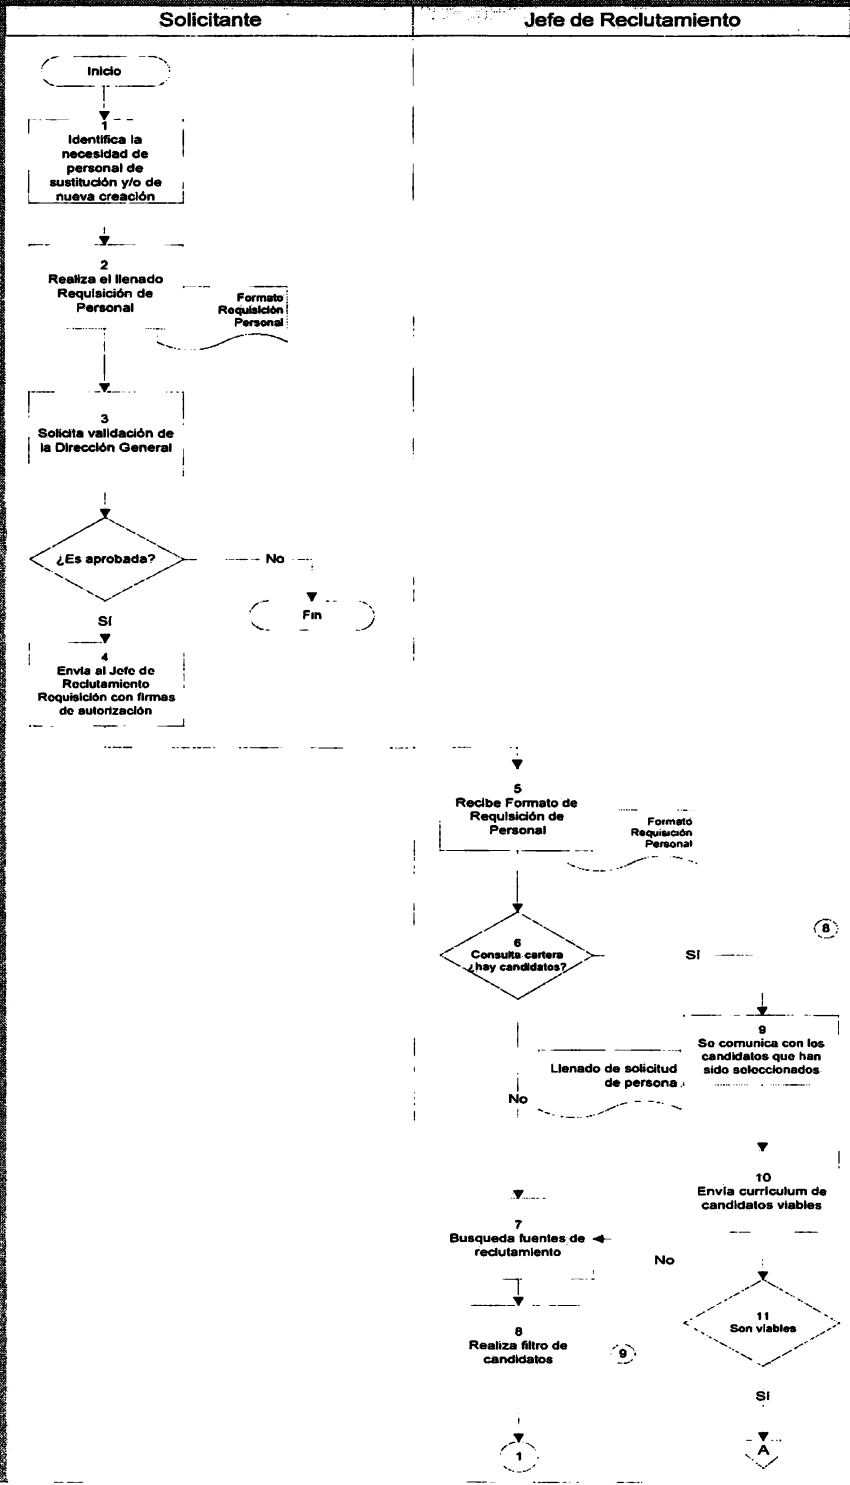 Solicitante
Jefe de Reclutamiento
Inicio
1
Identifica la
necesidad de
personal de
sustitución y/o de
nueva creación
2
Realiza el llenado
Requisición de
Personal
Formato
Requisición
Personal
3
Solicita validación de
la Dirección General
¿Es aprobada?
No
Fin
Sí
4
Envía al Jefe de
Reclutamiento
Requisición con firmas
de autorización
5
Recibe Formato de
Requisición de
Personal
Formato
Requisición
Personal
8
6
Consulta cartera
¿hay candidatos?
SI
9
Se comunica con los
candidatos que han
sido seleccionados
Llenado de solicitud
de persona
No
10
Envía curriculum de
candidatos viables
7
Busqueda fuentes de
reclutamiento
No
11
Son viables
8
Realiza filtro de
candidatos
9
SI
1
A